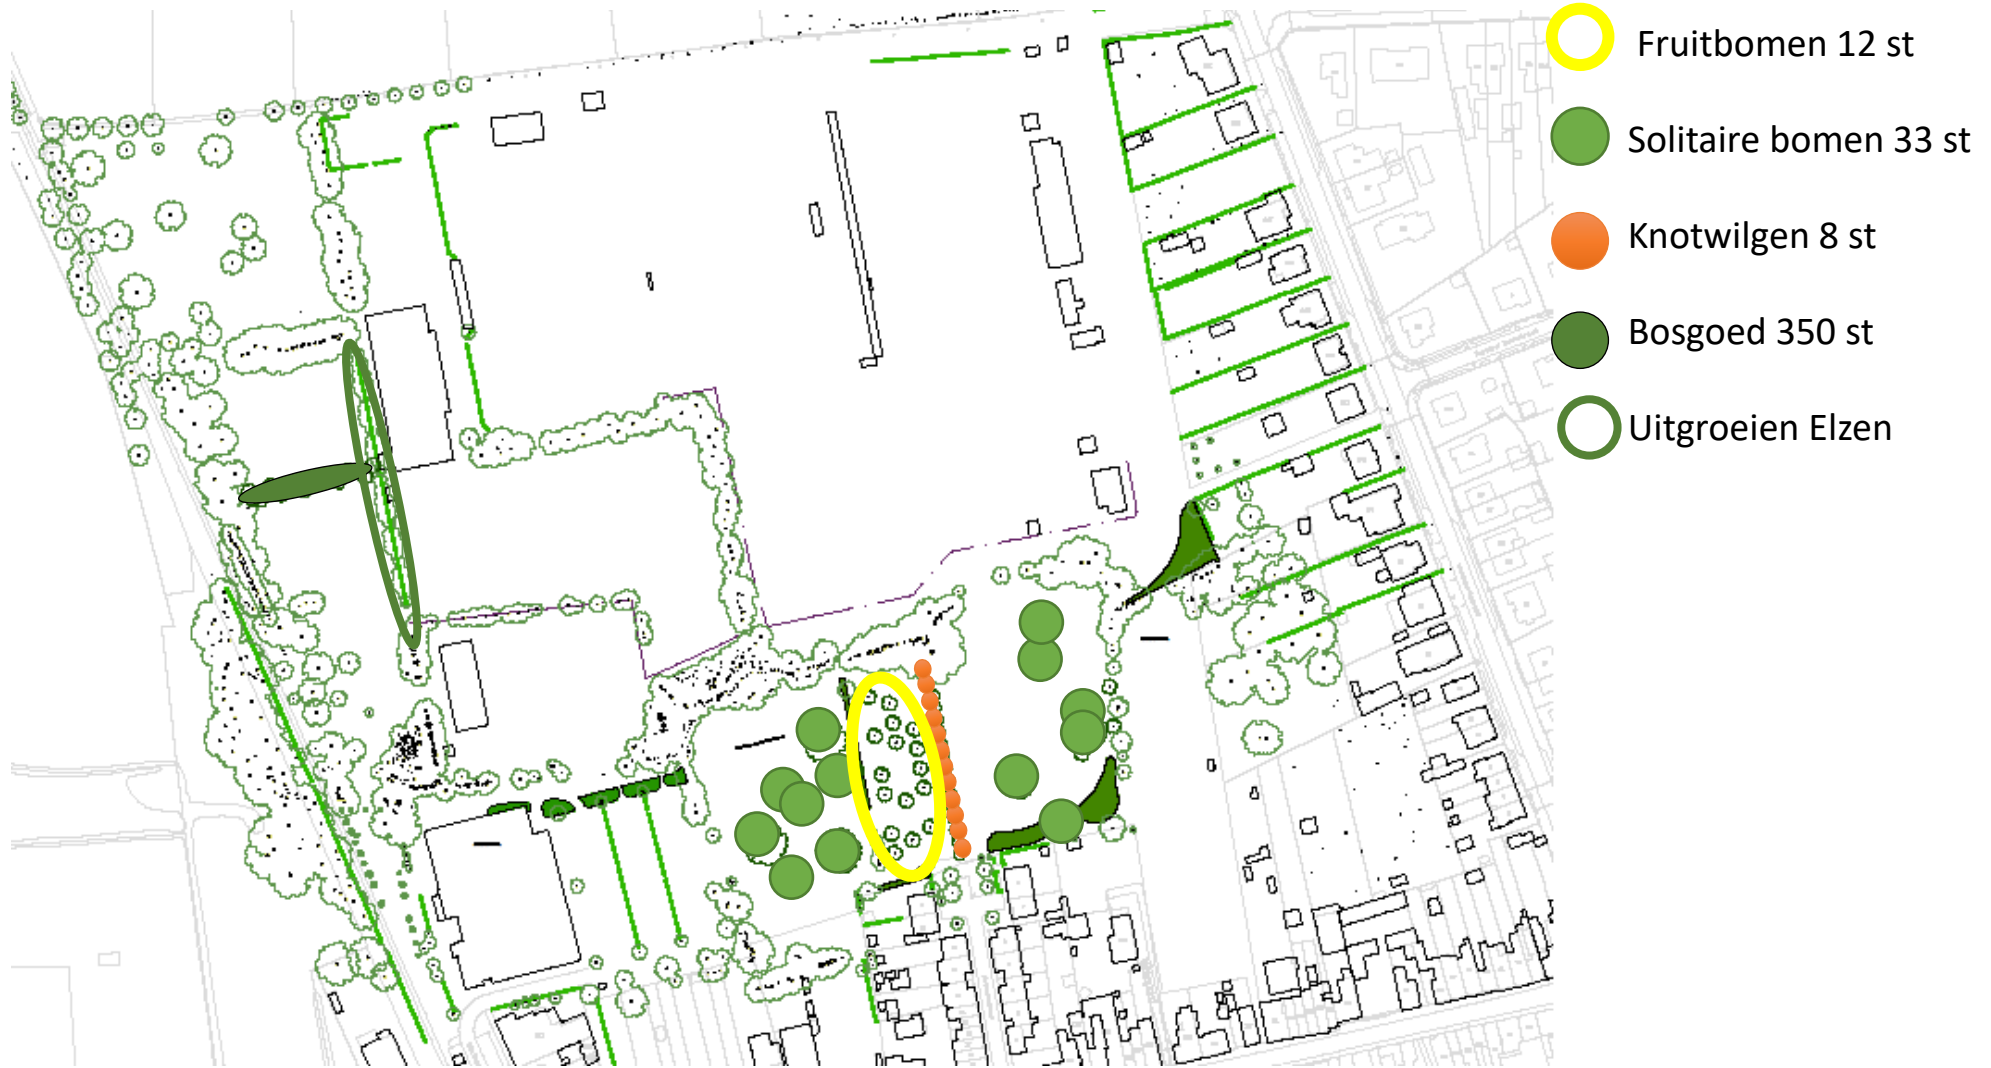 Fruitbomen 12 st
Solitaire bomen 33 st
Knotwilgen 8 st
Bosgoed 350 st
Uitgroeien Elzen